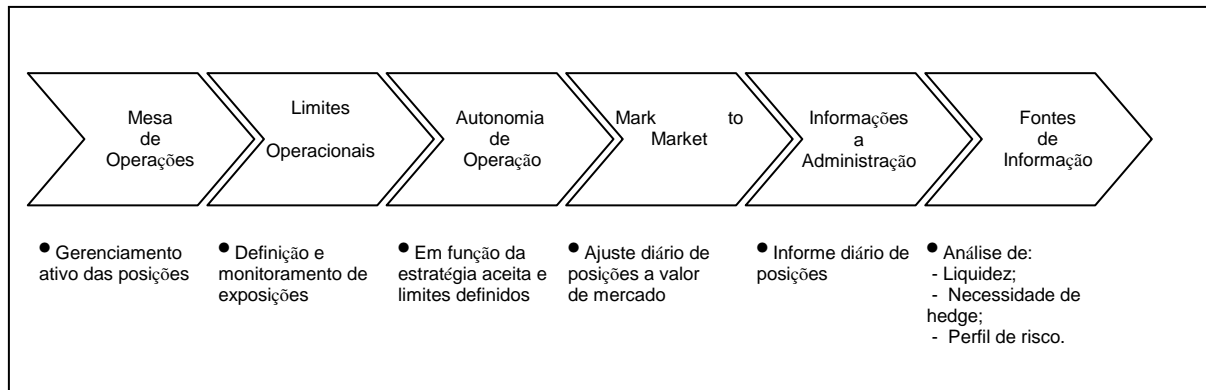 Mesa
de
Operações
Limites
Operacionais
Autonomia
de
Operação
Mark to
Market
Informações
a
Administração
Fontes
de
Informação
● Gerenciamento
ativo das posições
● Definição e
monitoramento de
exposições
● Em função da
estratégia aceita e
limites definidos
● Ajuste diário de
posições a valor
de mercado
● Informe diário de
posições
● Análise de:
- Liquidez;
- Necessidade de
hedge;
- Perfil de risco.